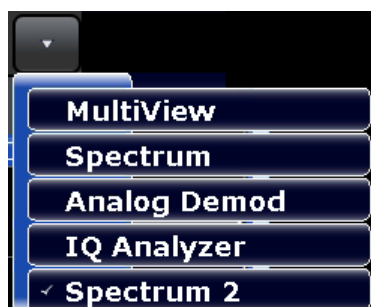 MultiView
Spectrum
Analog Demod
IQ Analyzer
Spectrum 2